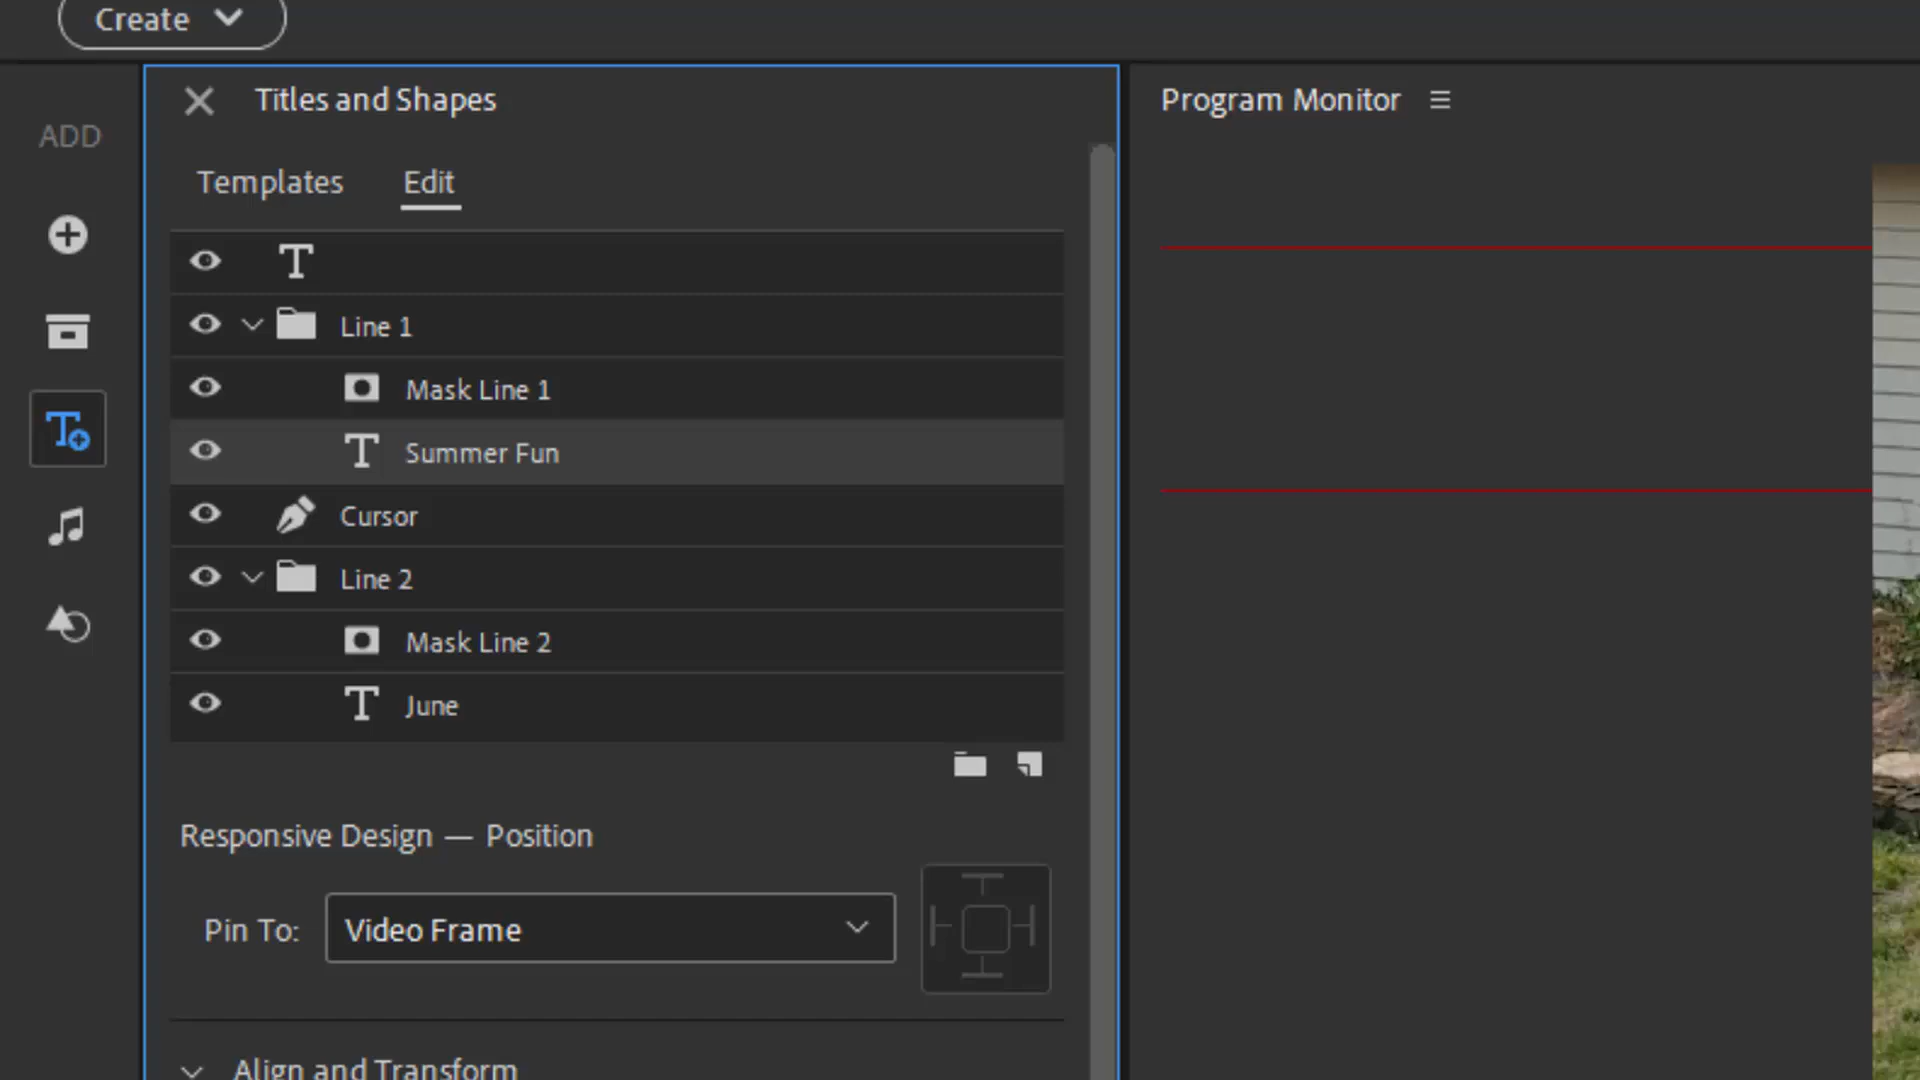 Create
Titles and Shapes
Program Monitor
ADD
Templates
Edit
Line 1
Mask Line 1
Summer Fun
Cursor
Line 2
Mask Line 2
June
Responsive Design — Position
Pin To:
Video Frame
Align and Transform